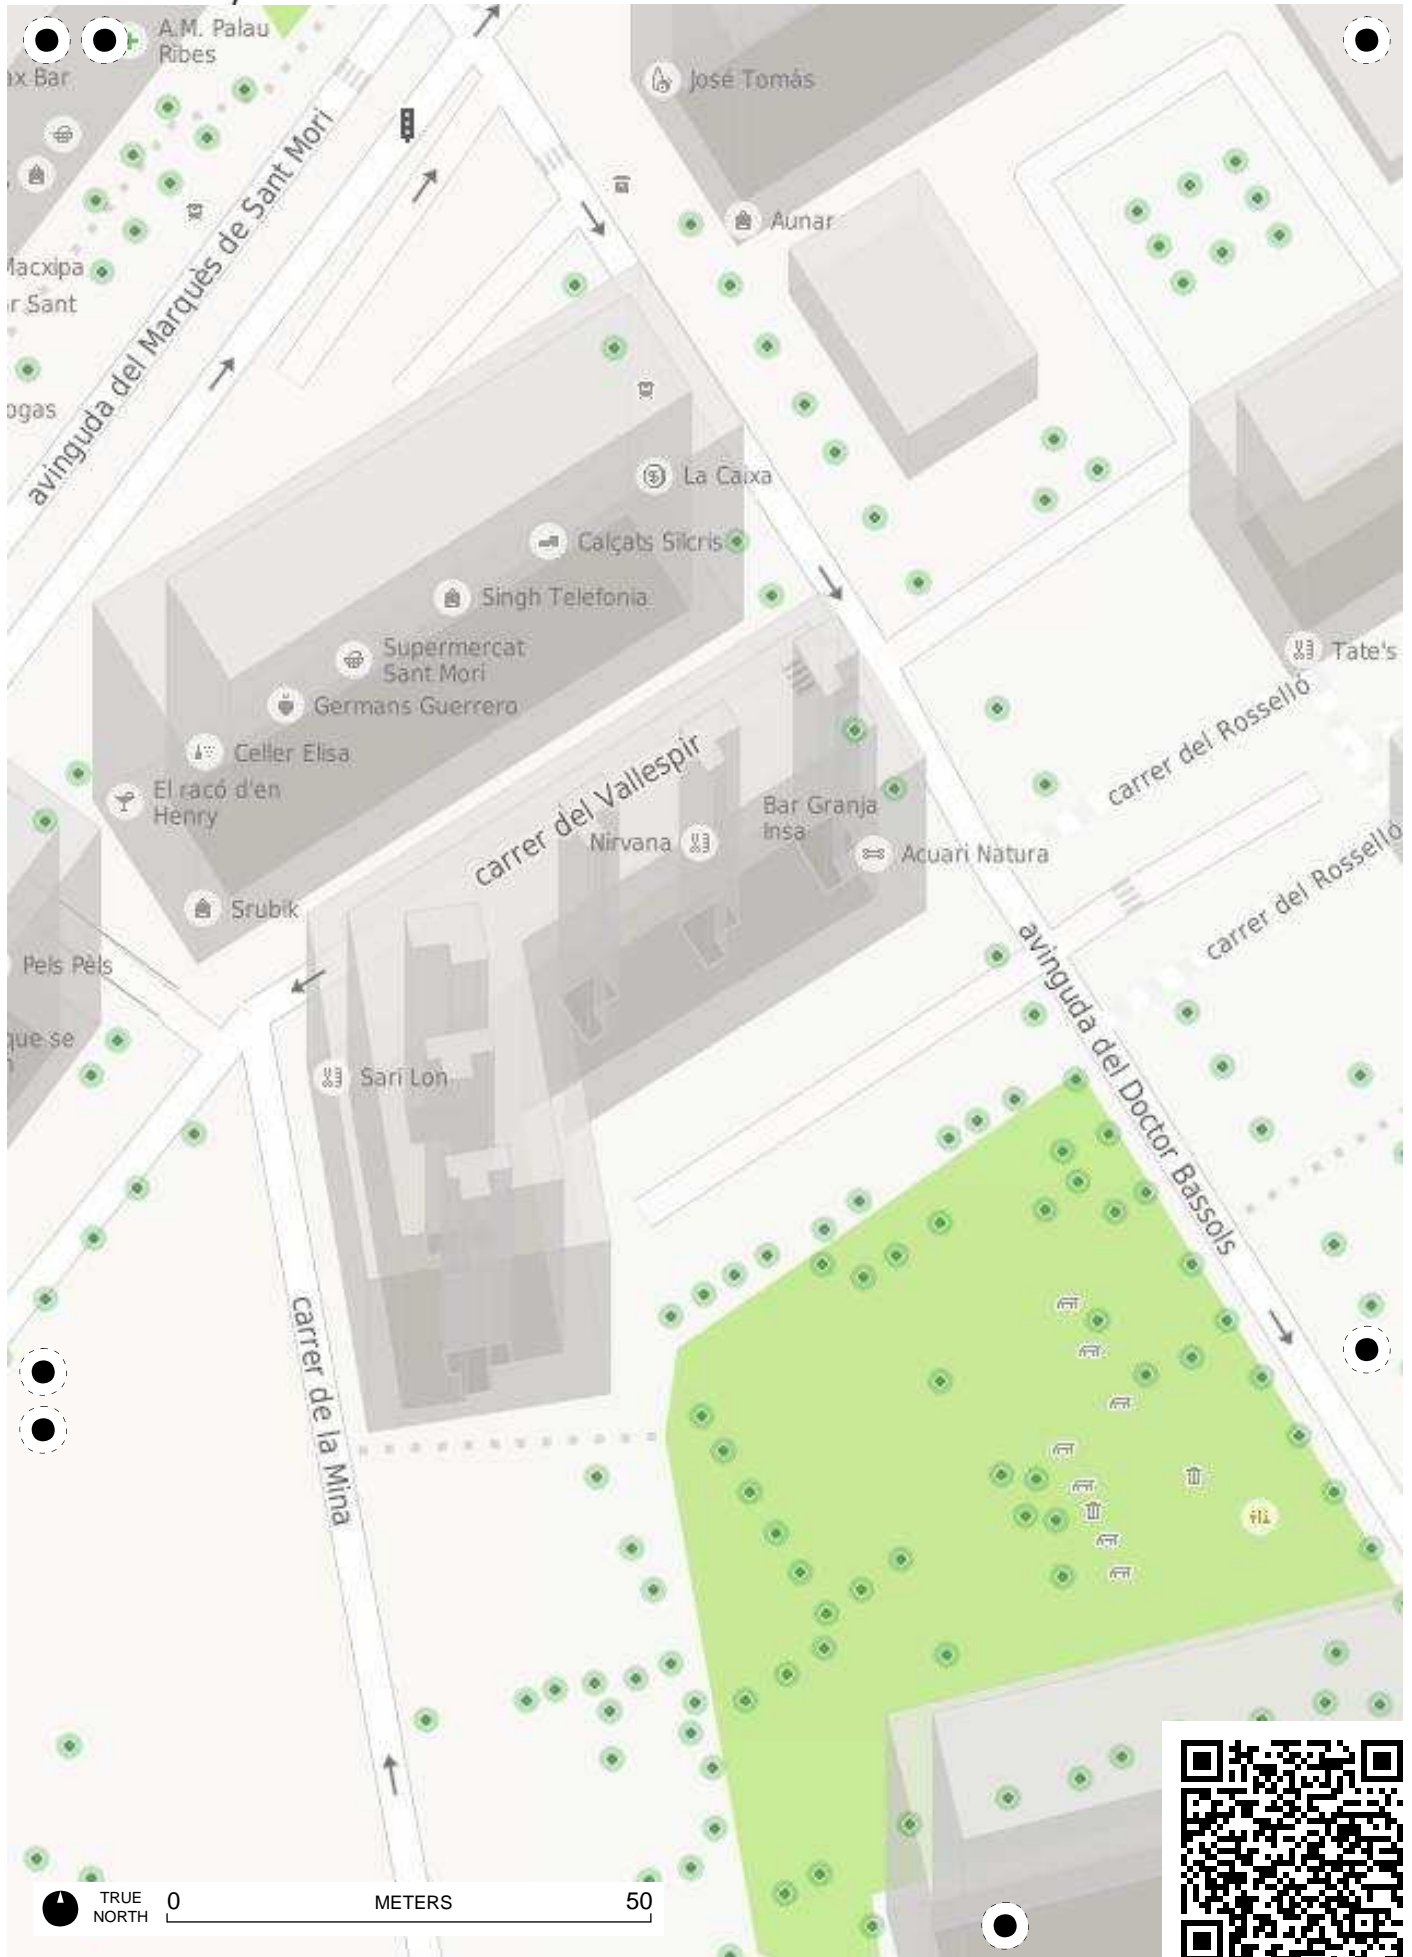 A.M. Palau
Ribes
ax Bar
José Tomás
Aunar
avinguda del Marquès de Sant Mori
Macxipa
r Sant
ogas
La Caixa
Calçats Silcris
Singh Telefonia
Supermercat
Sant Mori
Germans Guerrero
Celler Elisa
El racó d'en
Henry
Srubik
Tate's
carrer del Rosselló
carrer del Vallespir
Nirvana
Bar Granja
Insa
Acuari Natura
carrer del Rosselló
Pels Pèls
que se
Sari Lon
avinguda del Doctor Bassols
carrer de la Mina
TRUE
NORTH
0 METERS 50